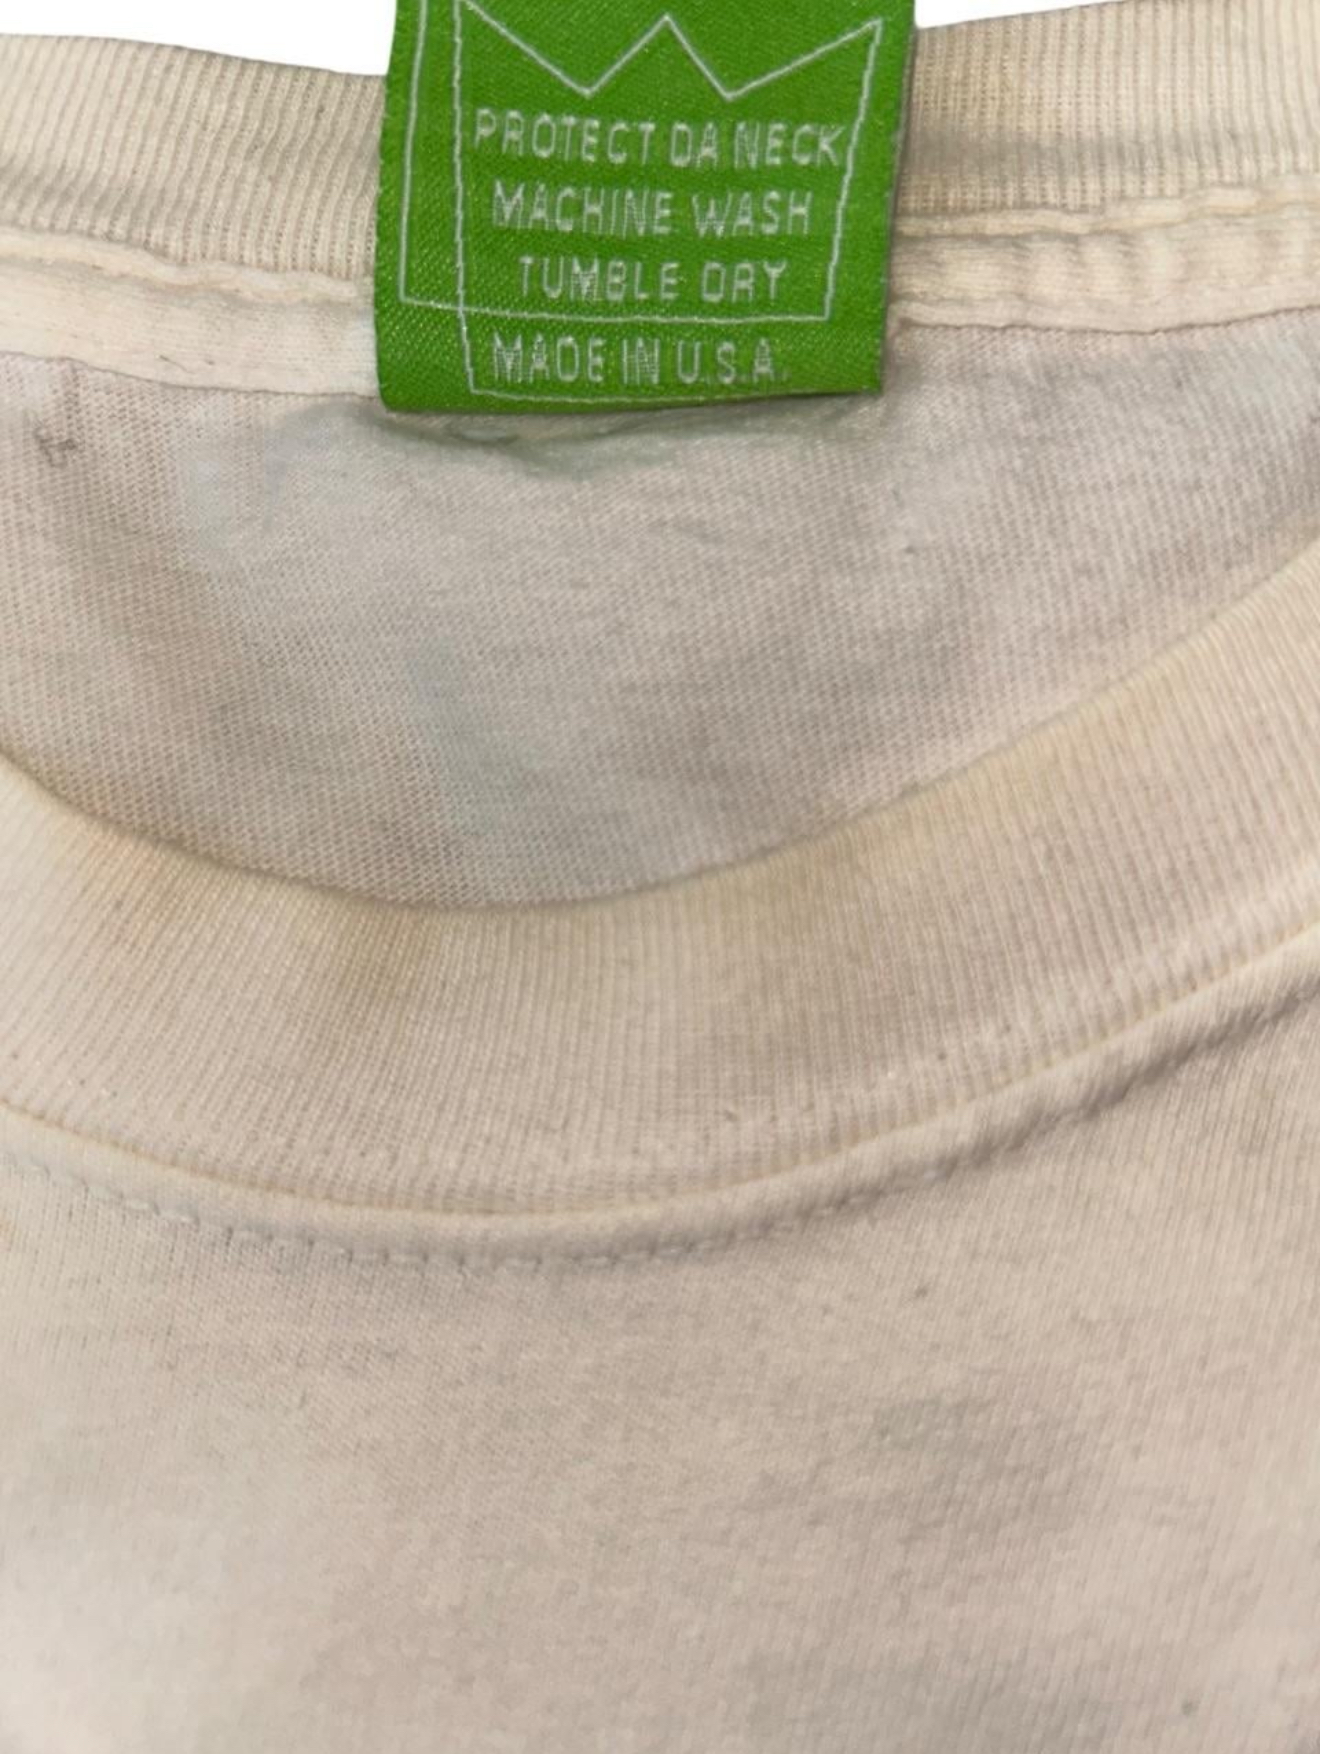 PROTECT DA NECK
MACHINE WASH
TUMBLE DRY
MADE IN U.S.A.